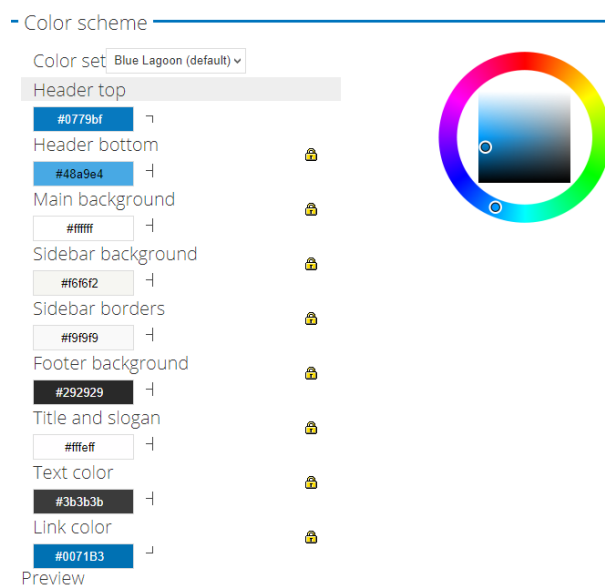 Color scheme
Color set Blue Lagoon (default)
Header top
#0779bf
Header bottom
#48a9e4
Main background
#ffffff
Sidebar background
#f6f6f2
Sidebar borders
#f9f9f9
Footer background
#292929
Title and slogan
#fffeff
Text color
#3b3b3b
Link color
#0071B3
Preview